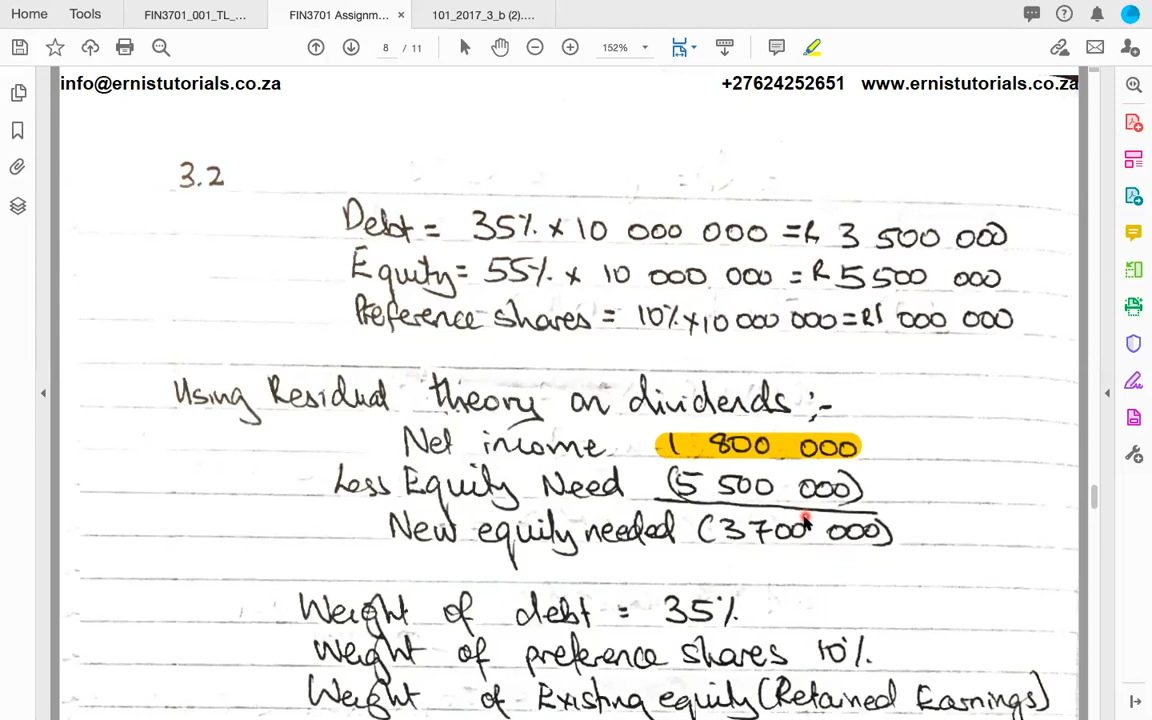 Home Tools FIN3701_001_TL_... FIN3701 Assignm... × 101_2017_3_b (2)....
8 / 11 152%
info@ernistutorials.co.za +27624252651 www.ernistutorials.co.za
3.2
Debt = 35% × 10 000 000 = R 3 500 000
Equity = 55% × 10 000 000 = R 5 500 000
Preference shares = 10% × 10 000 000 = R1 000 000
Using Residual theory on dividends :-
Net income 1 800 000
Less Equity Need (5 500 000)
New equity needed (3 700 000)
Weight of debt = 35%
Weight of preference shares 10%.
Weight of Existing equity (Retained Earnings)